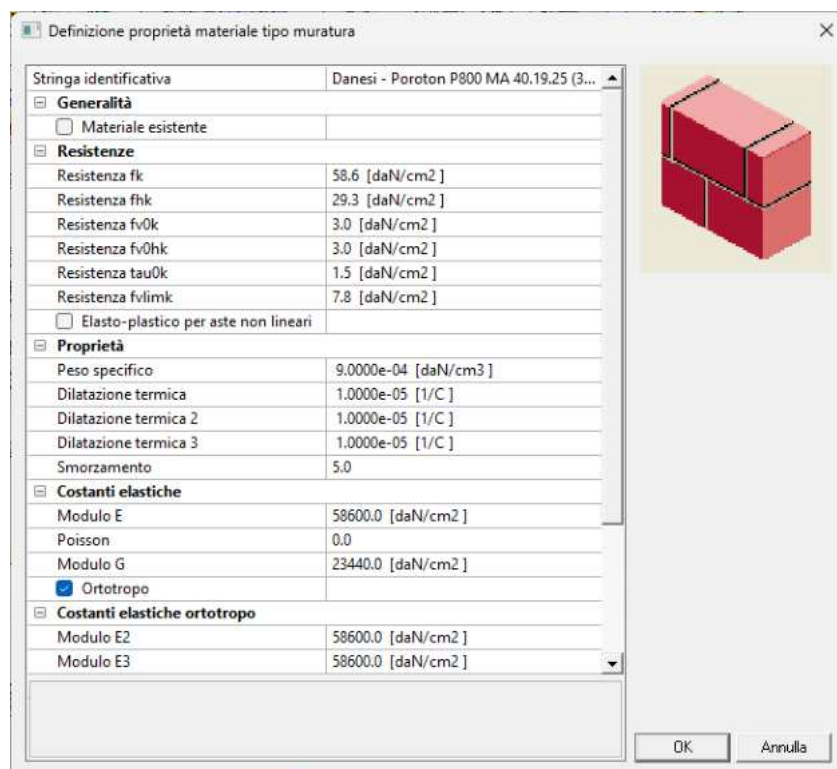 Definizione proprietà materiale tipo muratura
Stringa identificativa Danesi - Poroton P800 MA 40.19.25 (3...
Generalità
Materiale esistente
Resistenze
Resistenza fk 58.6 [daN/cm2 ]
Resistenza fhk 29.3 [daN/cm2 ]
Resistenza fv0k 3.0 [daN/cm2 ]
Resistenza fv0hk 3.0 [daN/cm2 ]
Resistenza tau0k 1.5 [daN/cm2 ]
Resistenza fvlimk 7.8 [daN/cm2 ]
Elasto-plastico per aste non lineari
Proprietà
Peso specifico 9.0000e-04 [daN/cm3 ]
Dilatazione termica 1.0000e-05 [1/C ]
Dilatazione termica 2 1.0000e-05 [1/C ]
Dilatazione termica 3 1.0000e-05 [1/C ]
Smorzamento 5.0
Costanti elastiche
Modulo E 58600.0 [daN/cm2 ]
Poisson 0.0
Modulo G 23440.0 [daN/cm2 ]
Ortotropo
Costanti elastiche ortotropo
Modulo E2 58600.0 [daN/cm2 ]
Modulo E3 58600.0 [daN/cm2 ]
OK Annulla